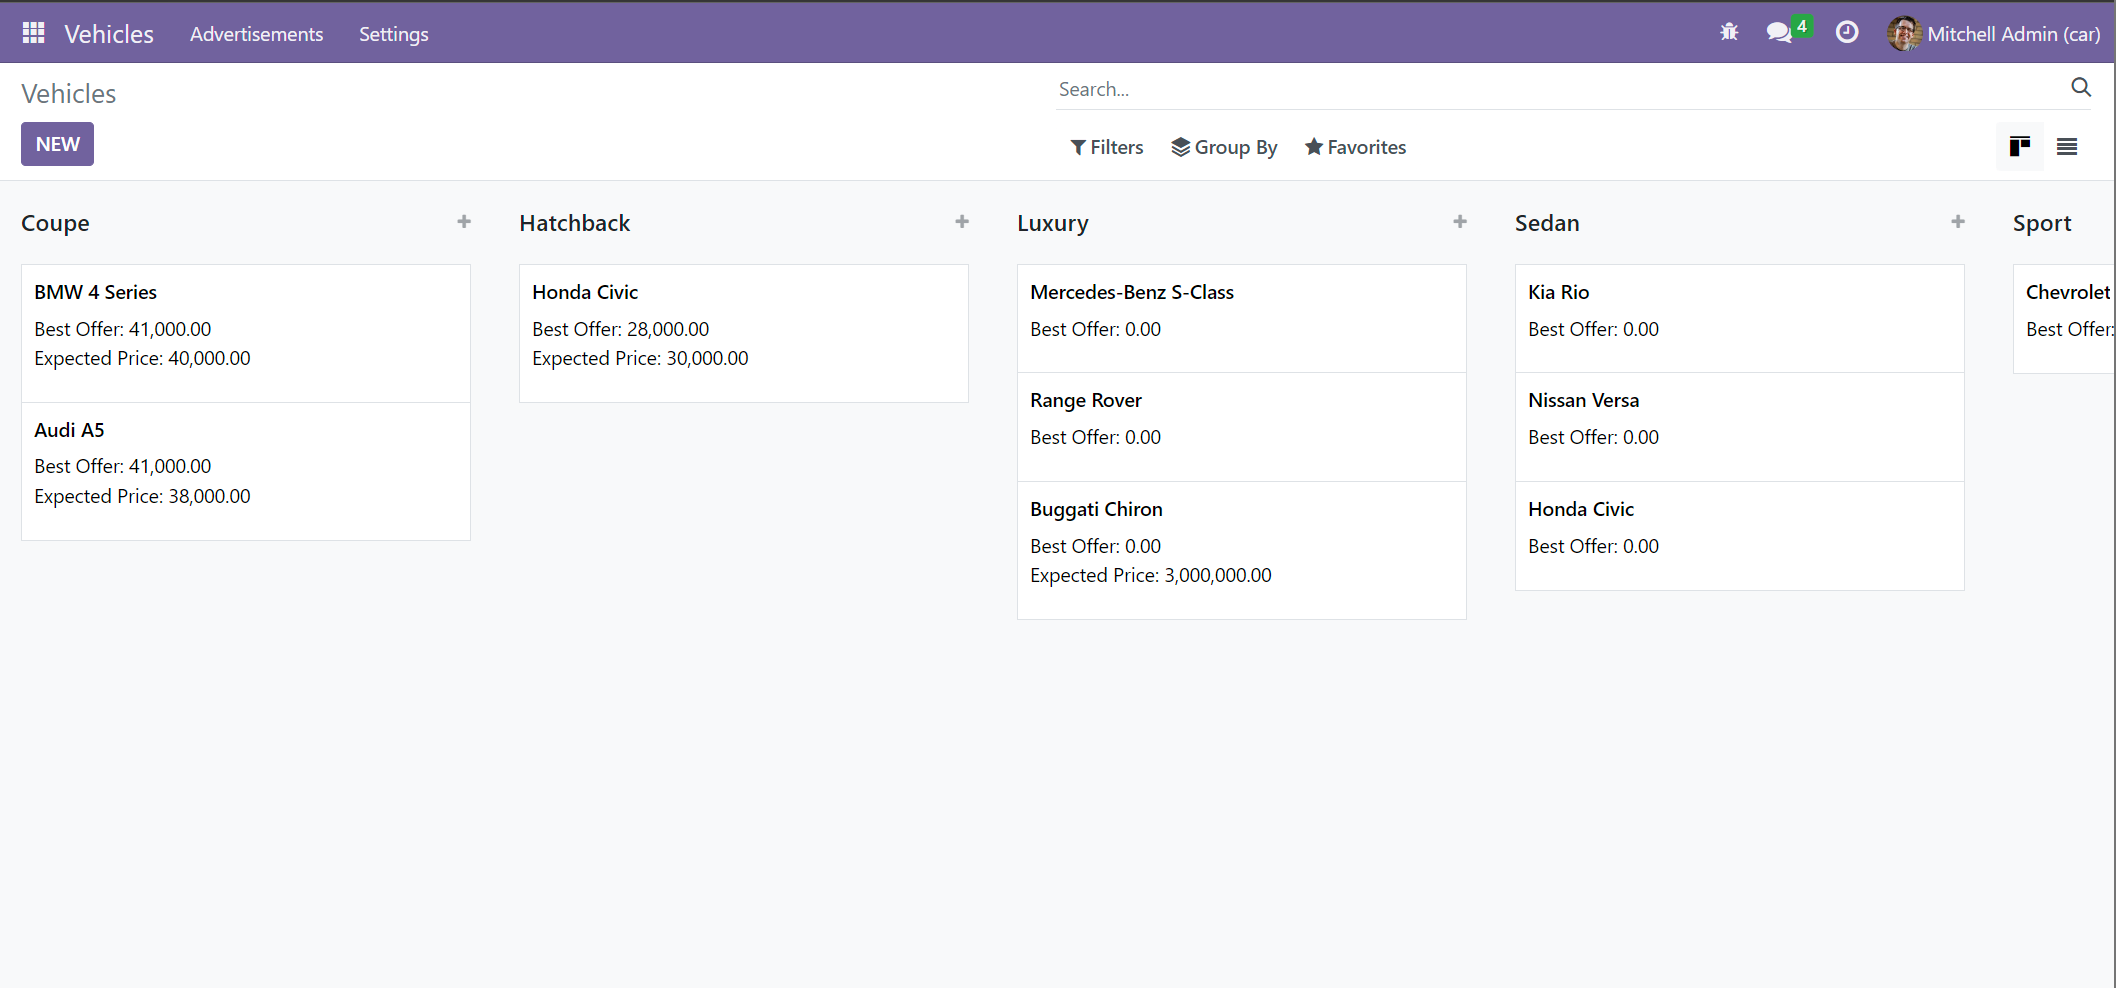 Vehicles Advertisements Settings 4 Mitchell Admin (car)
Vehicles
Search...
NEW
Filters Group By Favorites
Coupe
BMW 4 Series
Best Offer: 41,000.00
Expected Price: 40,000.00
Audi A5
Best Offer: 41,000.00
Expected Price: 38,000.00
Hatchback
Honda Civic
Best Offer: 28,000.00
Expected Price: 30,000.00
Luxury
Mercedes-Benz S-Class
Best Offer: 0.00
Range Rover
Best Offer: 0.00
Buggati Chiron
Best Offer: 0.00
Expected Price: 3,000,000.00
Sedan
Kia Rio
Best Offer: 0.00
Nissan Versa
Best Offer: 0.00
Honda Civic
Best Offer: 0.00
Sport
Chevrolet
Best Offer: